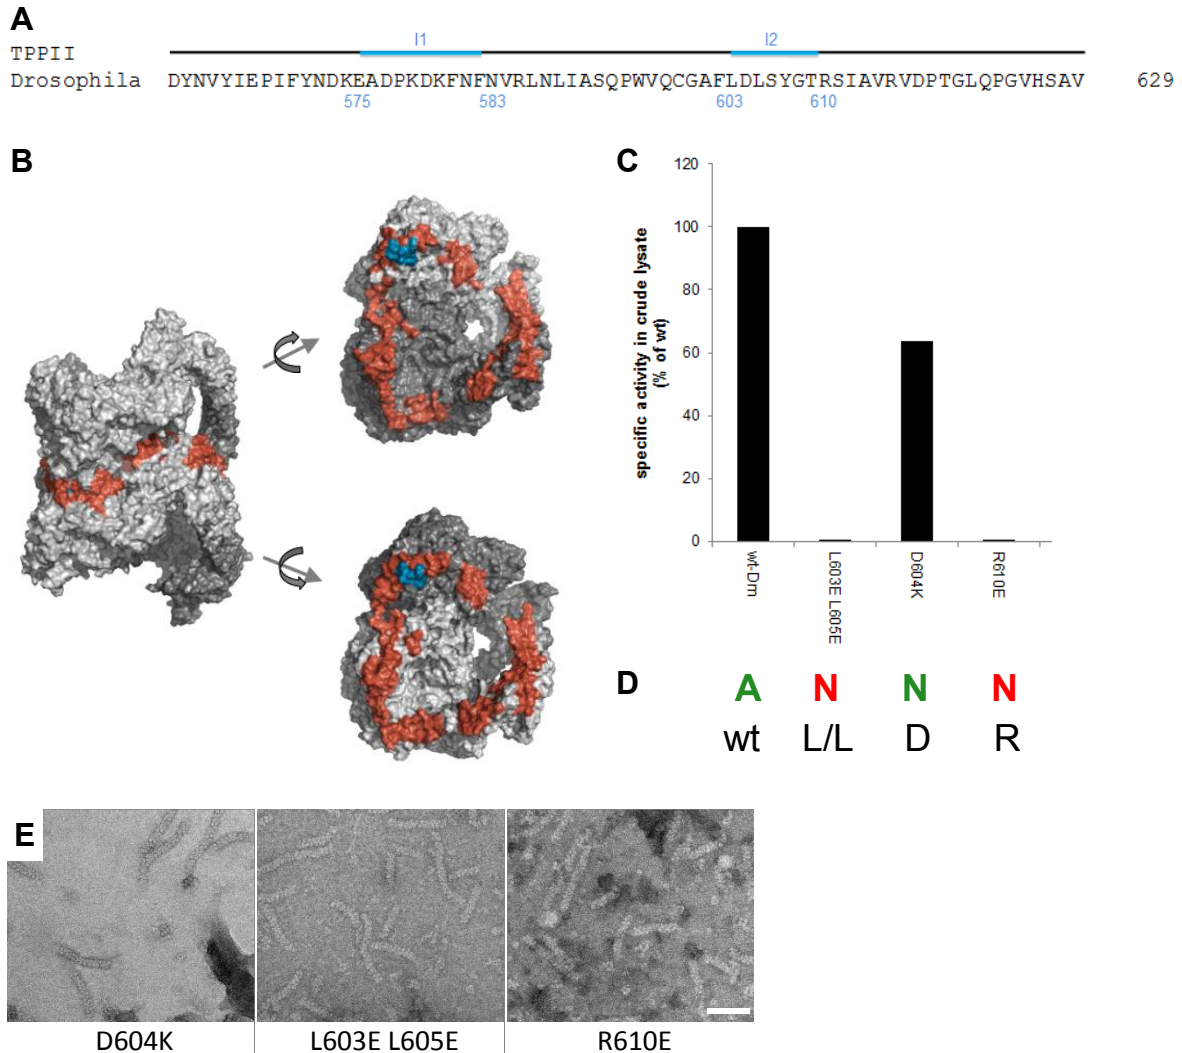 A
I1 I2
TPPII
Drosophila DYNVYIEPIFYNDKEADPKDKFNFNVRLNLIASQPWVQCGAFLDLSYGTRSIAVRVDPTGLQPGVHSAV 629
575 583 603 610
B
C
specific activity in crude lysate
(% of wt)
120
100
80
60
40
20
0
wt-Dm
L603E L605E
D604K
R610E
D
A N N N
wt L/L D R
E
D604K L603E L605E R610E